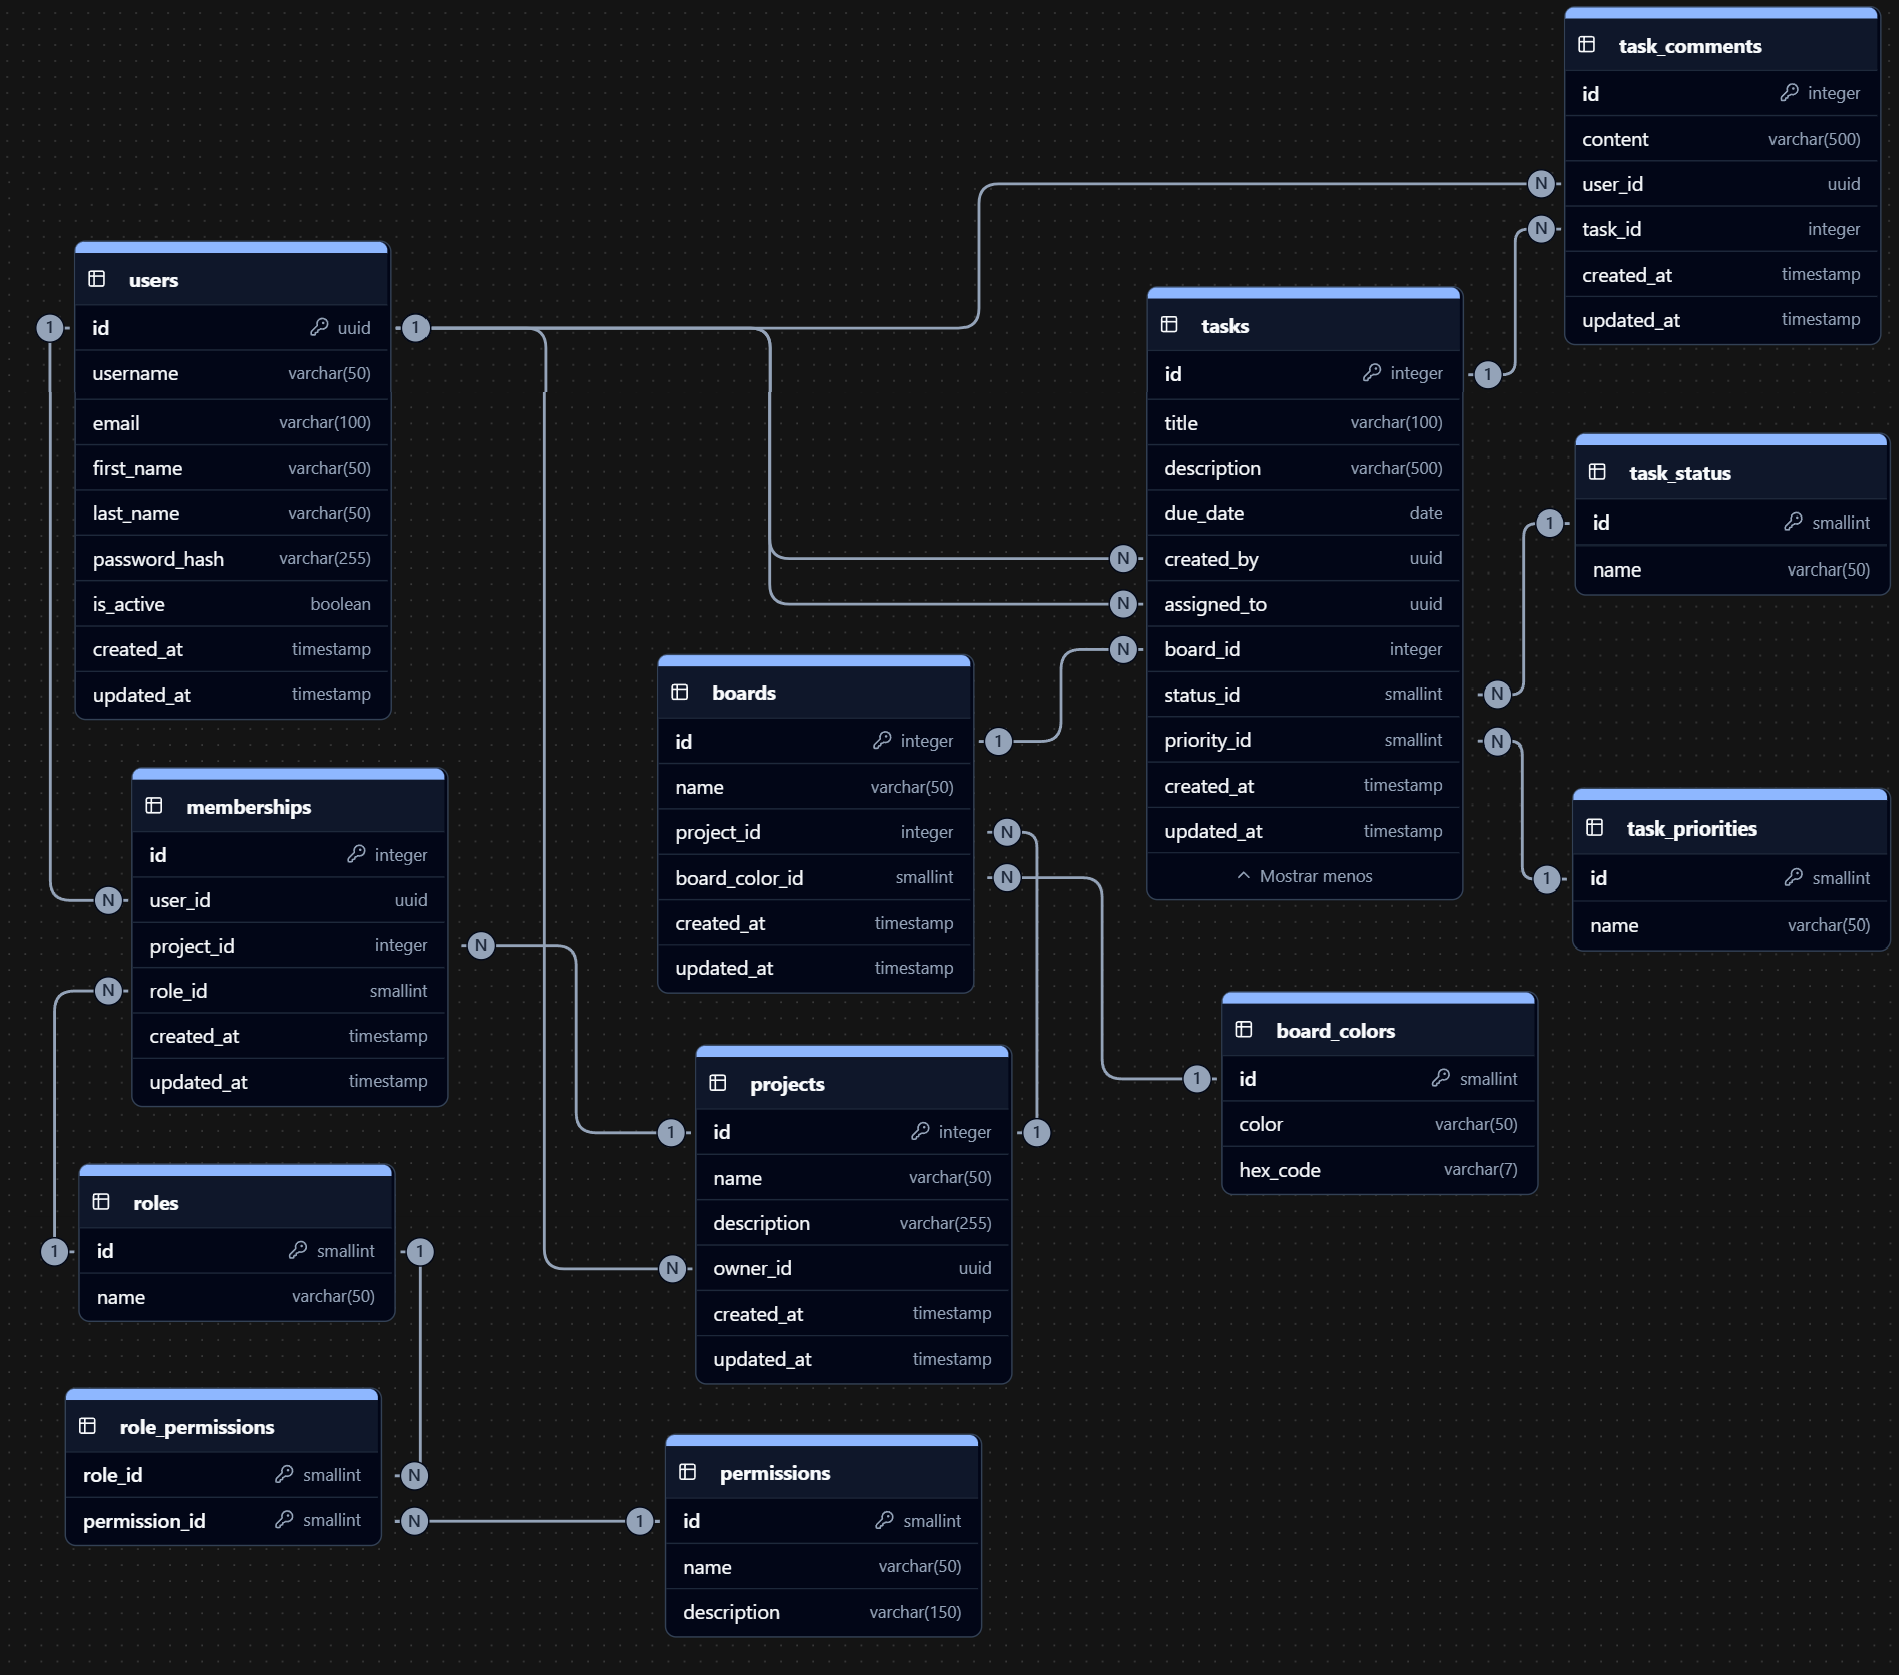 task_comments
id integer
content varchar(500)
user_id uuid
task_id integer
created_at timestamp
updated_at timestamp
N
N
users
id uuid
username varchar(50)
email varchar(100)
first_name varchar(50)
last_name varchar(50)
password_hash varchar(255)
is_active boolean
created_at timestamp
updated_at timestamp
1
1
tasks
id integer
title varchar(100)
description varchar(500)
due_date date
created_by uuid
assigned_to uuid
board_id integer
status_id smallint
priority_id smallint
created_at timestamp
updated_at timestamp
Mostrar menos
1
N
N
N
N
N
task_status
id smallint
name varchar(50)
1
boards
id integer
name varchar(50)
project_id integer
board_color_id smallint
created_at timestamp
updated_at timestamp
1
N
N
memberships
id integer
user_id uuid
project_id integer
role_id smallint
created_at timestamp
updated_at timestamp
N
N
N
task_priorities
id smallint
name varchar(50)
1
board_colors
id smallint
color varchar(50)
hex_code varchar(7)
1
projects
id integer
name varchar(50)
description varchar(255)
owner_id uuid
created_at timestamp
updated_at timestamp
1
1
N
roles
id smallint
name varchar(50)
1
1
role_permissions
role_id smallint
permission_id smallint
N
N
permissions
id smallint
name varchar(50)
description varchar(150)
1